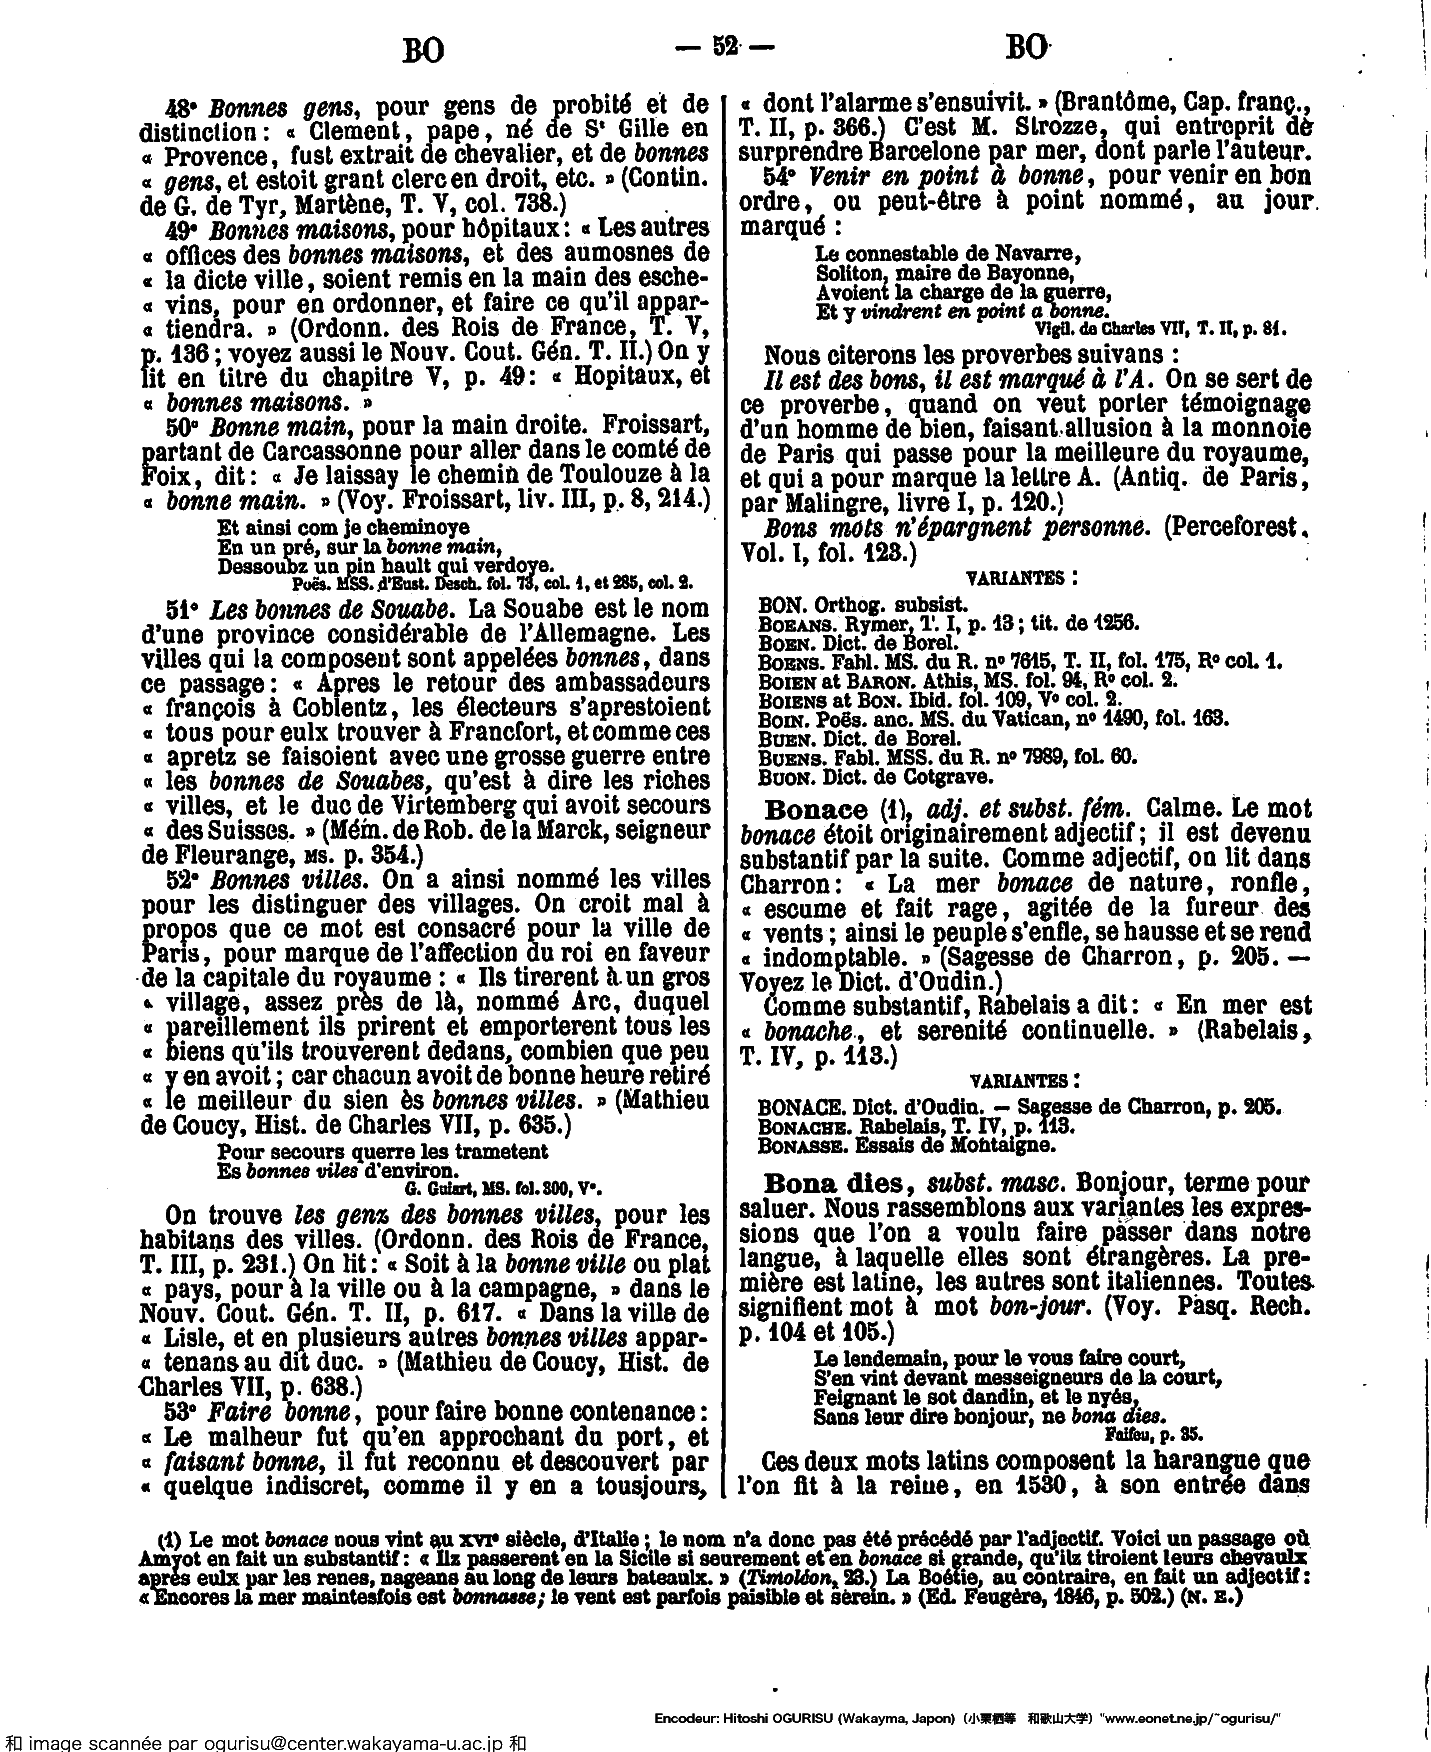 BO — 52 — BO
48° Bonnes gens, pour gens de probité et de
distinction : « Clement, pape, né de St Gille en
« Provence, fust extrait de chevalier, et de bonnes
« gens, et estoit grant clerc en droit, etc. » (Contin.
de G. de Tyr, Martène, T. V, col. 738.)
49° Bonnes maisons, pour hôpitaux : « Les autres
« offices des bonnes maisons, et des aumosnes de
« la dicte ville, soient remis en la main des esche-
« vins, pour en ordonner, et faire ce qu'il appar-
« tiendra. » (Ordonn. des Rois de France, T. V,
p. 136 ; voyez aussi le Nouv. Cout. Gén. T. II.) On y
lit en titre du chapitre V, p. 49 : « Hopitaux, et
« bonnes maisons. »
50° Bonne main, pour la main droite. Froissart,
partant de Carcassonne pour aller dans le comté de
Foix, dit : « Je laissay le chemin de Toulouze à la
« bonne main. » (Voy. Froissart, liv. III, p. 8, 214.)
Et ainsi com je cheminoye
En un pré, sur la bonne main,
Dessoubz un pin hault qui verdoye.
Poës. MSS. d'Eust. Desch. fol. 73, col. 1, et 285, col. 2.
51° Les bonnes de Souabe. La Souabe est le nom
d'une province considérable de l'Allemagne. Les
villes qui la composent sont appelées bonnes, dans
ce passage : « Apres le retour des ambassadeurs
« françois à Coblentz, les électeurs s'aprestoient
« tous pour eulx trouver à Francfort, et comme ces
« apretz se faisoient avec une grosse guerre entre
« les bonnes de Souabes, qu'est à dire les riches
« villes, et le duc de Virtemberg qui avoit secours
« des Suisses. » (Mém. de Rob. de la Marck, seigneur
de Fleurange, MS. p. 354.)
52° Bonnes villes. On a ainsi nommé les villes
pour les distinguer des villages. On croit mal à
propos que ce mot est consacré pour la ville de
Paris, pour marque de l'affection du roi en faveur
de la capitale du royaume : « Ils tirerent à un gros
« village, assez près de là, nommé Arc, duquel
« pareillement ils prirent et emporterent tous les
« biens qu'ils trouverent dedans, combien que peu
« y en avoit ; car chacun avoit de bonne heure retiré
« le meilleur du sien ès bonnes villes. » (Mathieu
de Coucy, Hist. de Charles VII, p. 635.)
Pour secours querre les trametent
Es bonnes viles d'environ.
G. Guiart, MS. fol. 300, V°.
On trouve les genz des bonnes villes, pour les
habitans des villes. (Ordonn. des Rois de France,
T. III, p. 231.) On lit : « Soit à la bonne ville ou plat
« pays, pour à la ville ou à la campagne, » dans le
Nouv. Cout. Gén. T. II, p. 617. « Dans la ville de
« Lisle, et en plusieurs autres bonnes villes appar-
« tenans au dit duc. » (Mathieu de Coucy, Hist. de
Charles VII, p. 638.)
53° Faire bonne, pour faire bonne contenance :
« Le malheur fut qu'en approchant du port, et
« faisant bonne, il fut reconnu et descouvert par
« quelque indiscret, comme il y en a tousjours,
« dont l'alarme s'ensuivit. » (Brantôme, Cap. franç.,
T. II, p. 366.) C'est M. Strozze, qui entreprit de
surprendre Barcelone par mer, dont parle l'auteur.
54° Venir en point à bonne, pour venir en bon
ordre, ou peut-être à point nommé, au jour
marqué :
Le connestable de Navarre,
Soliton, maire de Bayonne,
Avoient la charge de la guerre,
Et y vindrent en point a bonne.
Vigil. de Charles VII, T. II, p. 81.
Nous citerons les proverbes suivans :
Il est des bons, il est marqué à l'A. On se sert de
ce proverbe, quand on veut porter témoignage
d'un homme de bien, faisant allusion à la monnoie
de Paris qui passe pour la meilleure du royaume,
et qui a pour marque la lettre A. (Antiq. de Paris,
par Malingre, livre I, p. 120.)
Bons mots n'épargnent personne. (Perceforest,
Vol. I, fol. 123.)
VARIANTES :
BON. Orthog. subsist.
BOEANS. Rymer, T. I, p. 13 ; tit. de 1256.
BOEN. Dict. de Borel.
BOENS. Fabl. MS. du R. n° 7615, T. II, fol. 175, R° col. 1.
BOIEN at BARON. Athis, MS. fol. 94, R° col. 2.
BOIENS at BON. Ibid. fol. 109, V° col. 2.
BOIN. Poës. anc. MS. du Vatican, n° 1490, fol. 163.
BUEN. Dict. de Borel.
BUENS. Fabl. MSS. du R. n° 7989, fol. 60.
BUON. Dict. de Cotgrave.
Bonace (1), adj. et subst. fém. Calme. Le mot
bonace étoit originairement adjectif ; il est devenu
substantif par la suite. Comme adjectif, on lit dans
Charron : « La mer bonace de nature, ronfle,
« escume et fait rage, agitée de la fureur des
« vents ; ainsi le peuple s'enfle, se hausse et se rend
« indomptable. » (Sagesse de Charron, p. 205. —
Voyez le Dict. d'Oudin.)
Comme substantif, Rabelais a dit : « En mer est
« bonache, et serenité continuelle. » (Rabelais,
T. IV, p. 113.)
VARIANTES :
BONACE. Dict. d'Oudin. — Sagesse de Charron, p. 205.
BONACHE. Rabelais, T. IV, p. 113.
BONASSE. Essais de Montaigne.
Bona dies, subst. masc. Bonjour, terme pour
saluer. Nous rassemblons aux variantes les expres-
sions que l'on a voulu faire passer dans notre
langue, à laquelle elles sont étrangères. La pre-
mière est latine, les autres sont italiennes. Toutes
signifient mot à mot bon-jour. (Voy. Pasq. Rech.
p. 104 et 105.)
Le lendemain, pour le vous faire court,
S'en vint devant messeigneurs de la court,
Feignant le sot dandin, et le nyés,
Sans leur dire bonjour, ne bona dies.
Faifeu, p. 35.
Ces deux mots latins composent la harangue que
l'on fit à la reine, en 1530, à son entrée dans
(1) Le mot bonace nous vint au XVIe siècle, d'Italie ; le nom n'a donc pas été précédé par l'adjectif. Voici un passage où
Amyot en fait un substantif : « Ilz passerent en la Sicile si seurement et en bonace si grande, qu'ilz tiroient leurs chevaulx
après eulx par les renes, nageans au long de leurs bateaulx. » (Timoléon, 23.) La Boétie, au contraire, en fait un adjectif :
« Encores la mer maintesfois est bonnasse ; le vent est parfois paisible et serein. » (Ed. Feugère, 1846, p. 502.) (N. E.)
Encodeur: Hitoshi OGURISU (Wakayma, Japon)（小栗栖等　和歌山大学）"www.eonet.ne.jp/~ogurisu/"
和 image scannée par ogurisu@center.wakayama-u.ac.jp 和